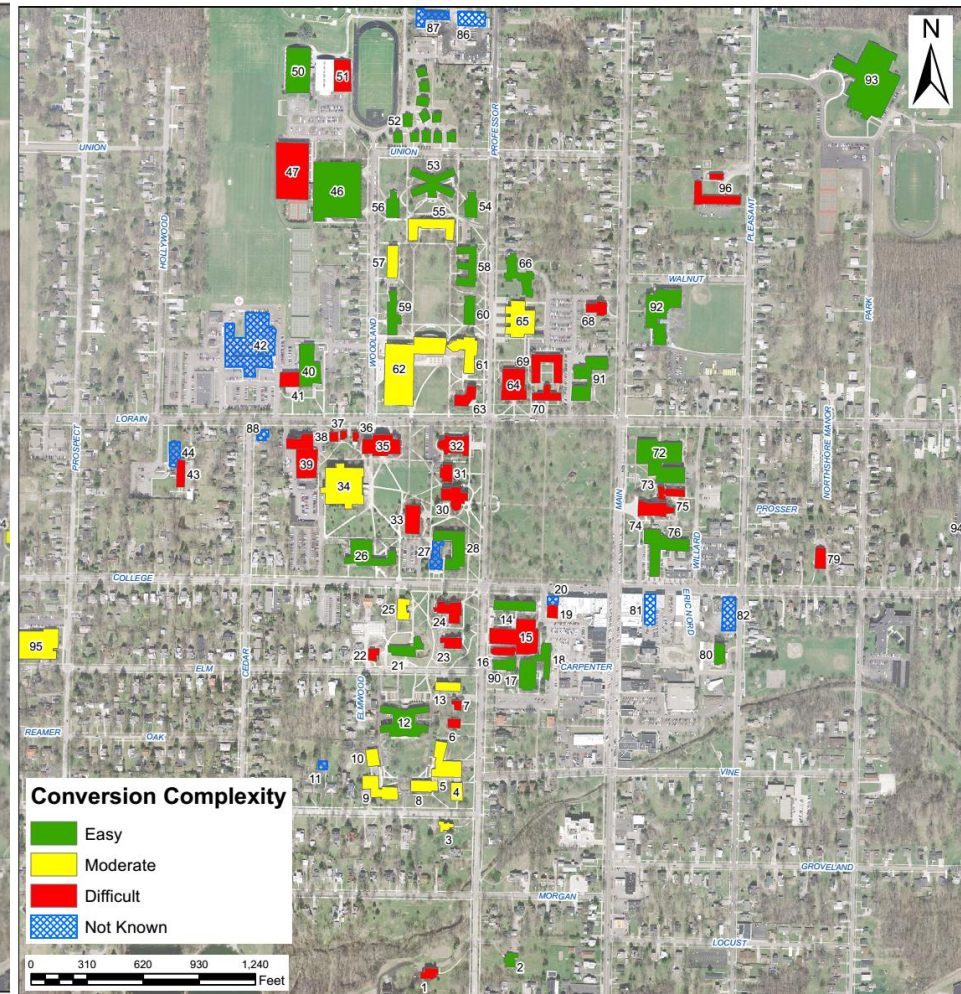 N
87
86
50
51
93
52
UNION
UNION
PROFESSOR
53
47
46
96
56
55
54
PLEASANT
HOLLYWOOD
57
58
66
WALNUT
59
60
65
68
92
PARK
42
WOODLAND
62
61
69
40
64
91
41
63
70
LORAIN
PROSPECT
88
38
37
36
35
32
72
NORTHSHORE MANOR
44
39
31
73
43
34
30
MAIN
75
PROSSER
33
74
76
94
4
26
27
28
WILLARD
79
COLLEGE
25
20
81
82
24
14
19
ERIC NORD
15
95
CEDAR
22
23
80
21
16
18
CARPENTER
ELM
90
17
ELMWOOD
13
7
12
6
REAMER
OAK
10
11
5
VINE
9
8
4
3
Conversion Complexity
Easy
Moderate
Difficult
Not Known
GROVELAND
MORGAN
LOCUST
2
1
0 310 620 930 1,240
Feet